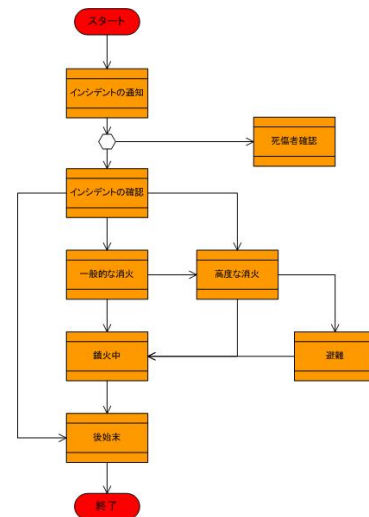 スタート
インシデントの通知
死傷者確認
インシデントの確認
一般的な消火
高度な消火
鎮火中
避難
後始末
終了